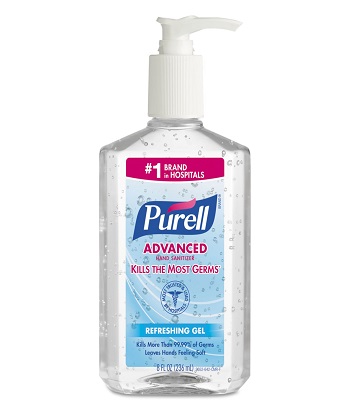 #1 BRAND
in HOSPITALS
Purell
ADVANCED
HAND SANITIZER
KILLS THE MOST GERMS*
REFRESHING GEL
Kills More Than 99.99% of Germs
Leaves Hands Feeling Soft
8 FL OZ (236 mL)